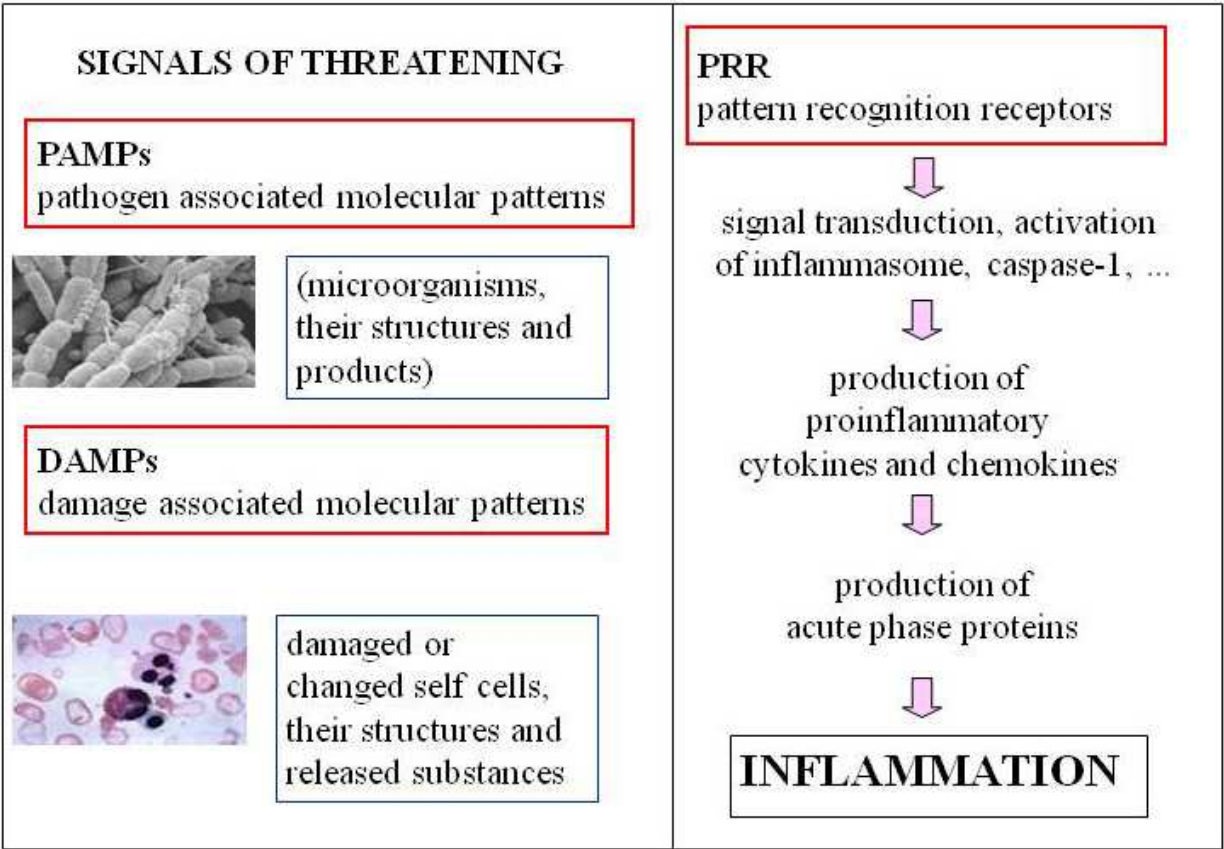 SIGNALS OF THREATENING
PAMPs
pathogen associated molecular patterns
(microorganisms,
their structures and
products)
DAMPs
damage associated molecular patterns
damaged or
changed self cells,
their structures and
released substances
PRR
pattern recognition receptors
signal transduction, activation
of inflammasome, caspase-1, ...
production of
proinflammatory
cytokines and chemokines
production of
acute phase proteins
INFLAMMATION